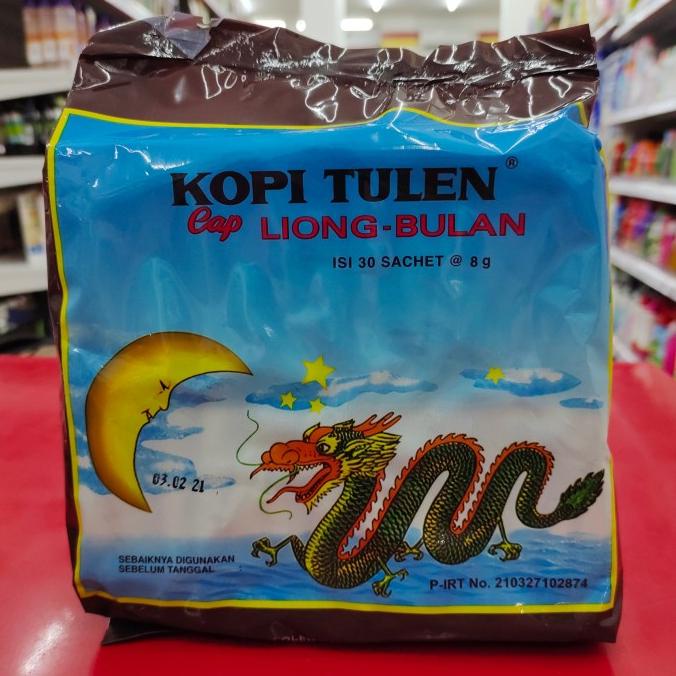 KOPI TULEN®
Cap LIONG-BULAN
ISI 30 SACHET @ 8 g
03.02 21
SEBAIKNYA DIGUNAKAN
SEBELUM TANGGAL
P-IRT No. 210327102874